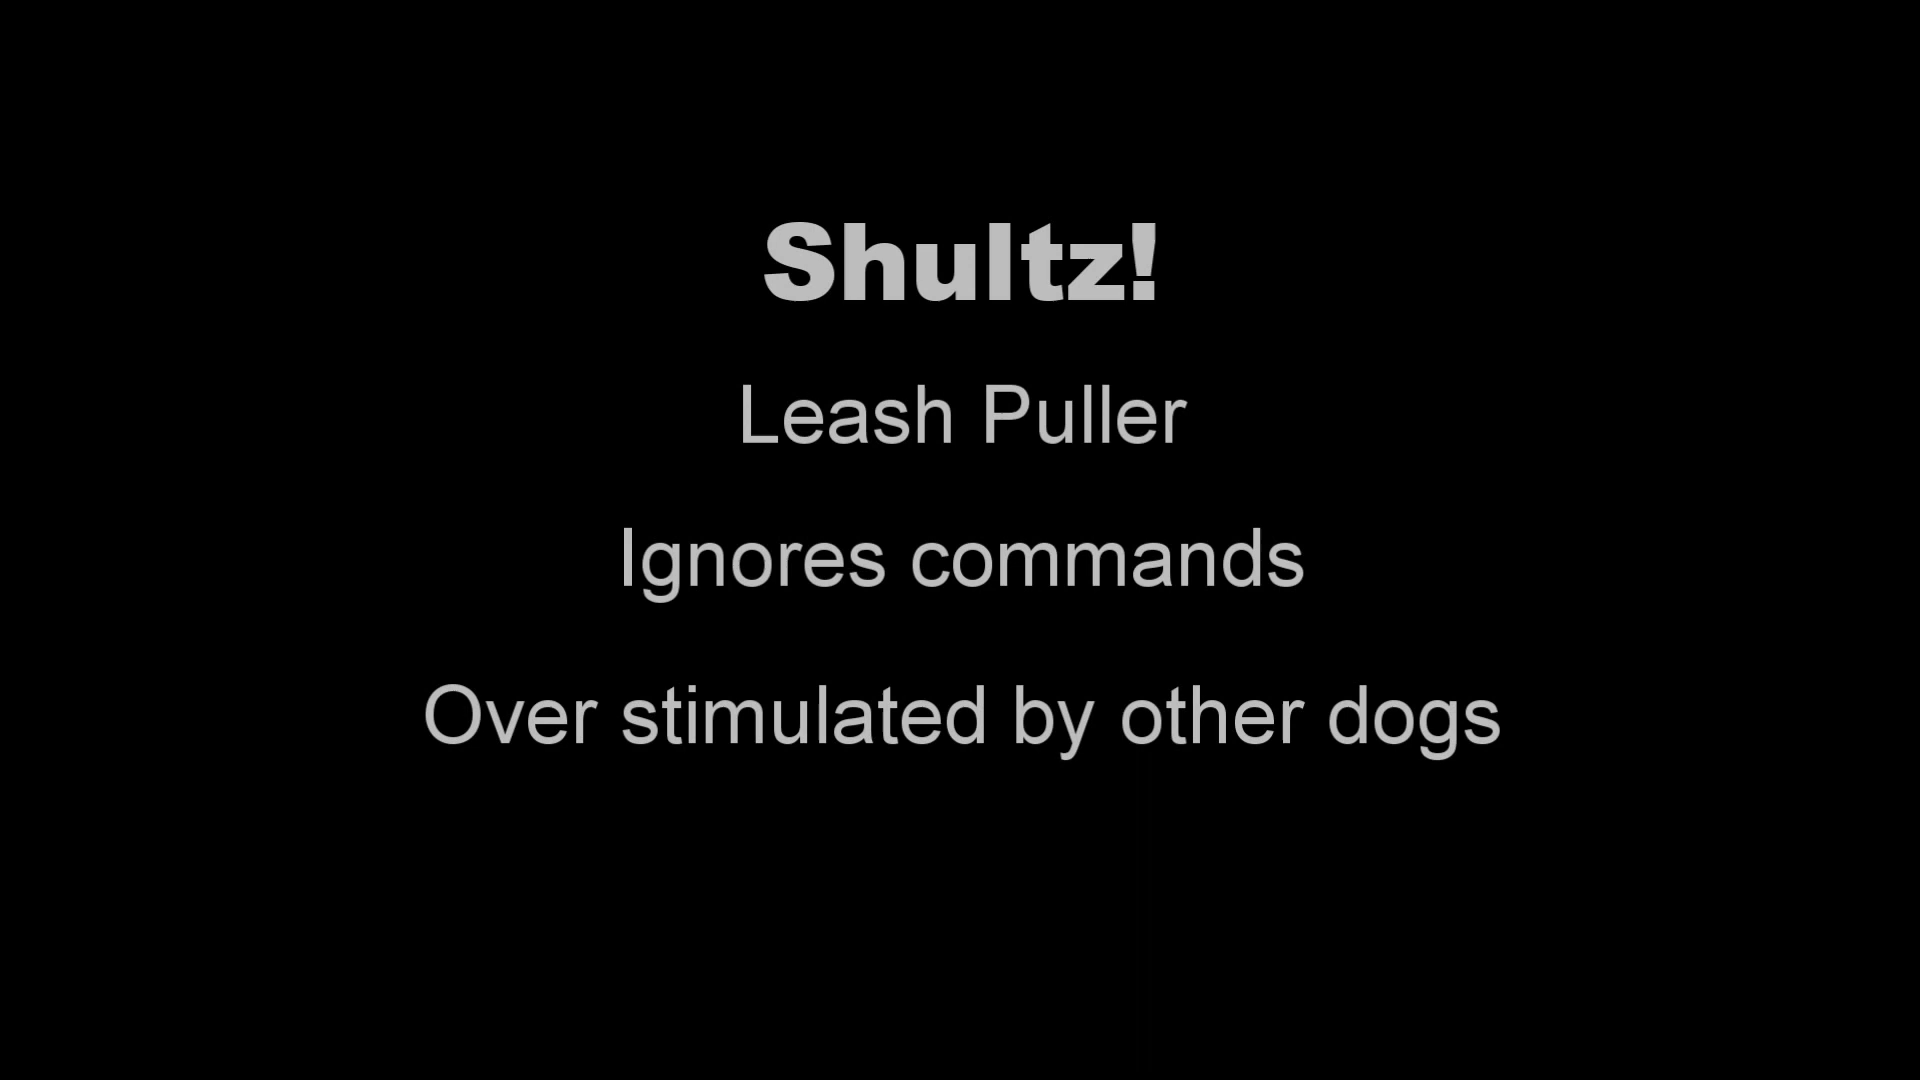 Shultz!
Leash Puller
Ignores commands
Over stimulated by other dogs